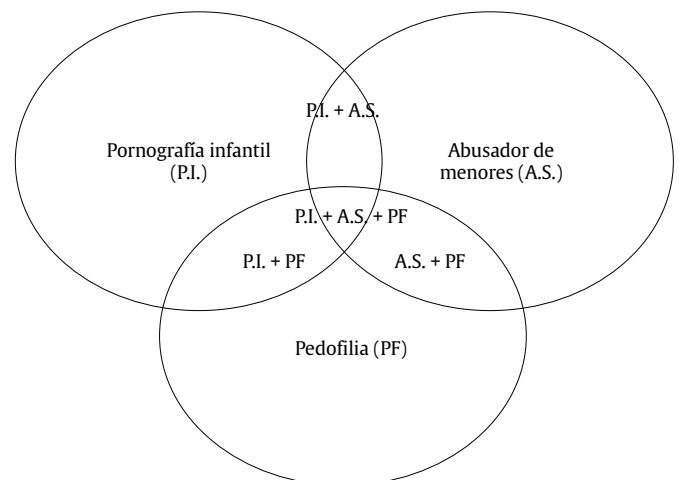 P.I. + A.S.
Pornografía infantil
(P.I.)
Abusador de
menores (A.S.)
P.I. + A.S. + PF
P.I. + PF
A.S. + PF
Pedofilia (PF)